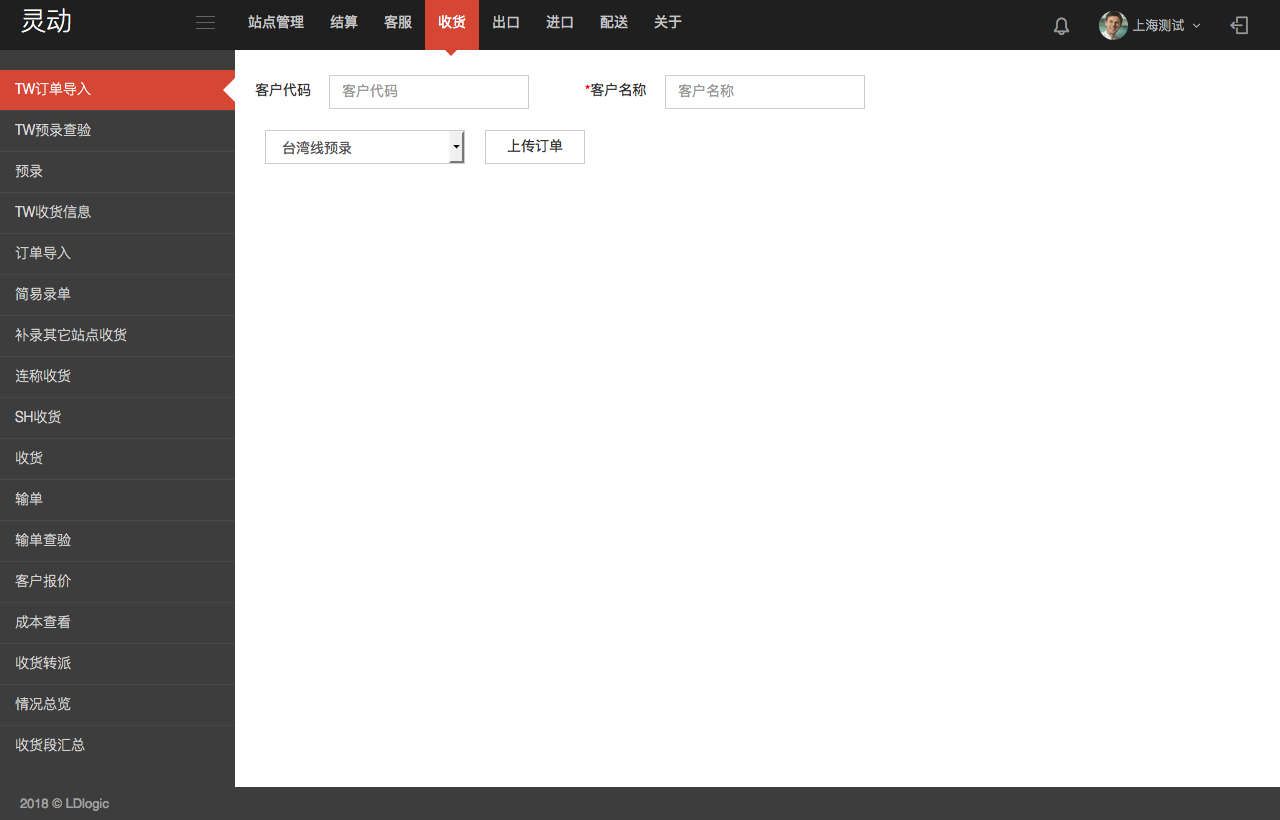 灵动 站点管理 结算 客服 收货 出口 进口 配送 关于 上海测试
TW订单导入
TW预录查验
预录
TW收货信息
订单导入
简易录单
补录其它站点收货
连称收货
SH收货
收货
输单
输单查验
客户报价
成本查看
收货转派
情况总览
收货段汇总
客户代码 客户代码 *客户名称 客户名称
台湾线预录 上传订单
2018 © LDlogic